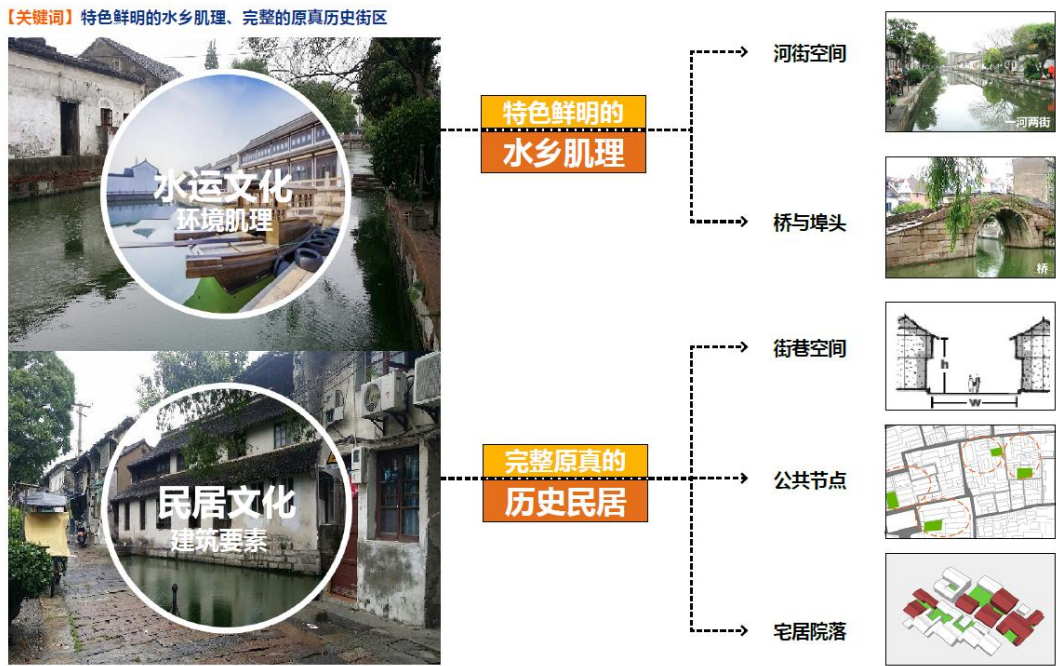 【关键词】特色鲜明的水乡肌理、完整的原真历史街区
水运文化
环境肌理
特色鲜明的
水乡肌理
河街空间
一河两街
桥与埠头
桥
民居文化
建筑要素
完整原真的
历史民居
街巷空间
h
w
公共节点
宅居院落